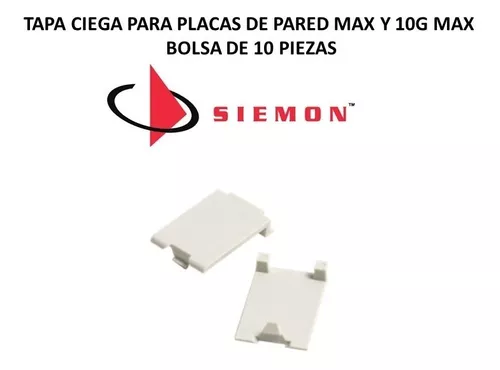 TAPA CIEGA PARA PLACAS DE PARED MAX Y 10G MAX
BOLSA DE 10 PIEZAS
SIEMON™